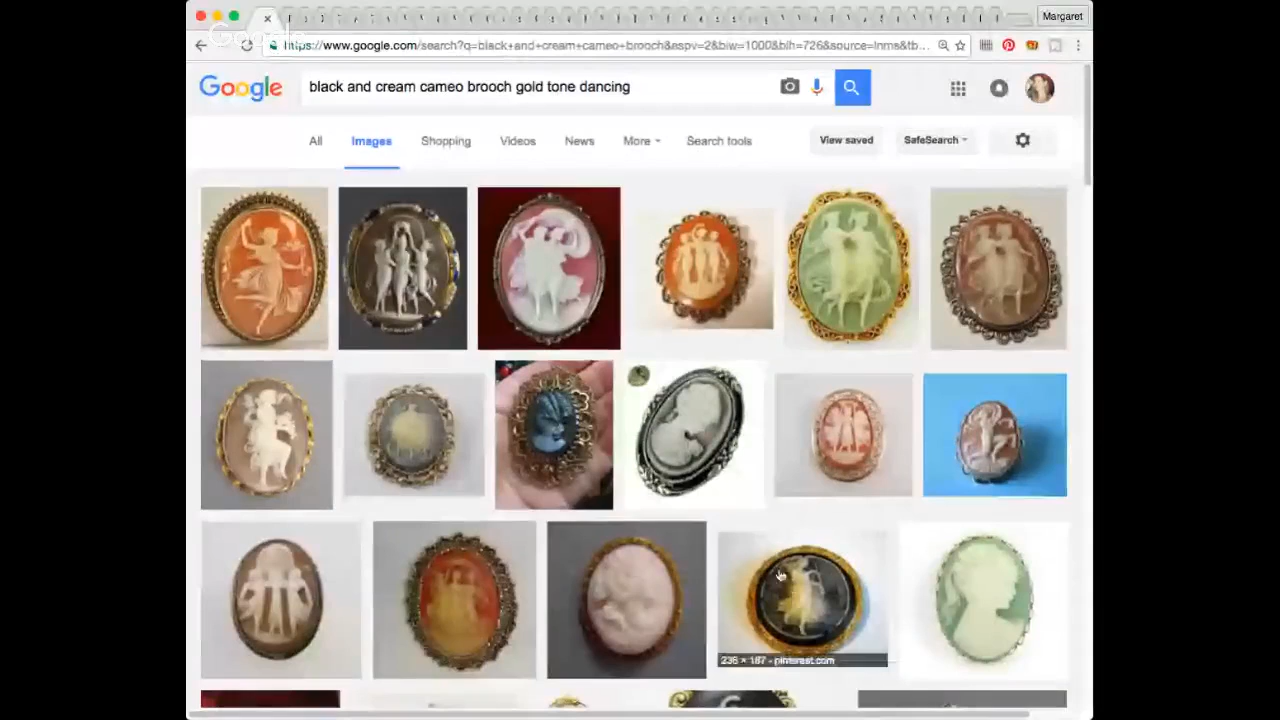 Margaret
https://www.google.com/search?q=black+and+cream+cameo+brooch&espv=2&biw=1000&bih=726&source=lnms&tb...
Google
black and cream cameo brooch gold tone dancing
All Images Shopping Videos News More Search tools View saved SafeSearch
236 × 187 - pinterest.com